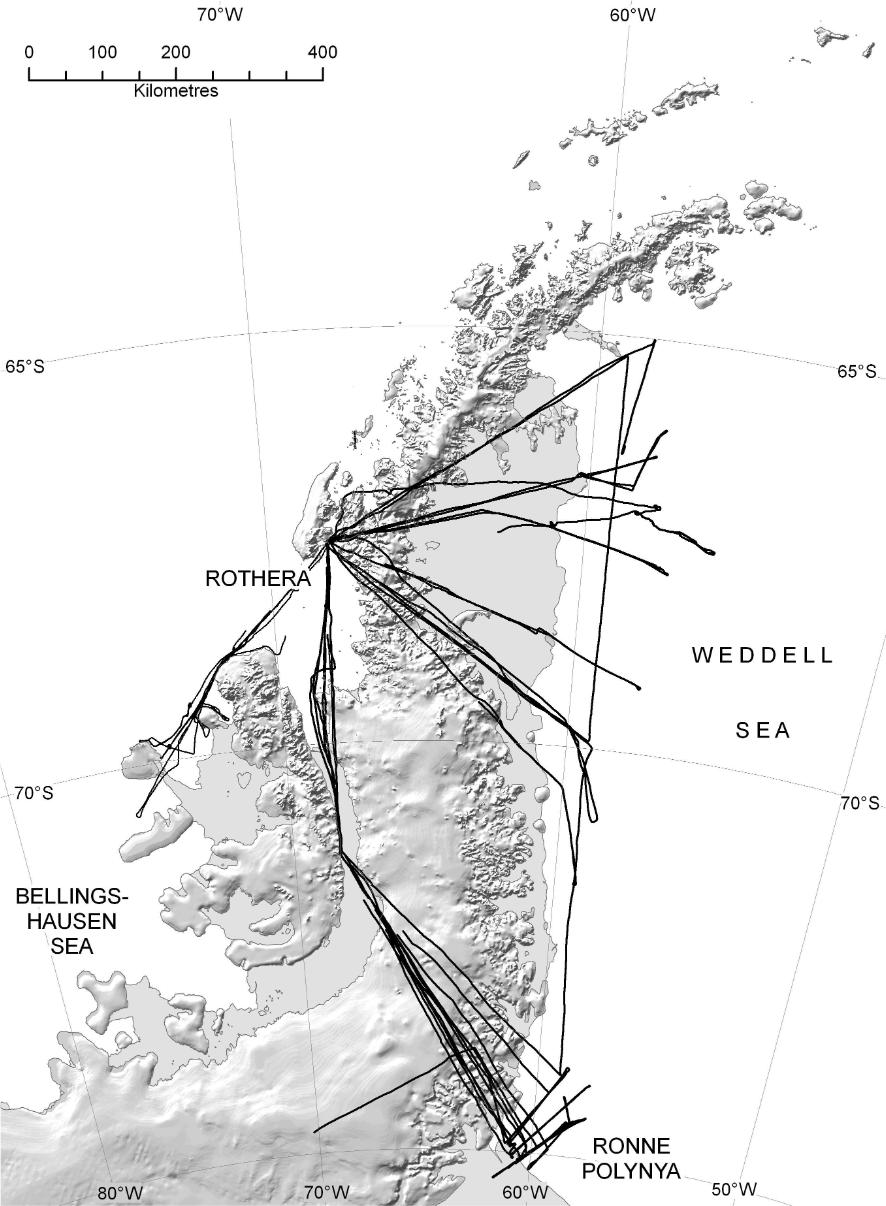 70°W
60°W
0 100 200 400
Kilometres
65°S
65°S
ROTHERA
WEDDELL
SEA
70°S
70°S
BELLINGS-
HAUSEN
SEA
RONNE
POLYNYA
80°W
70°W
60°W
50°W